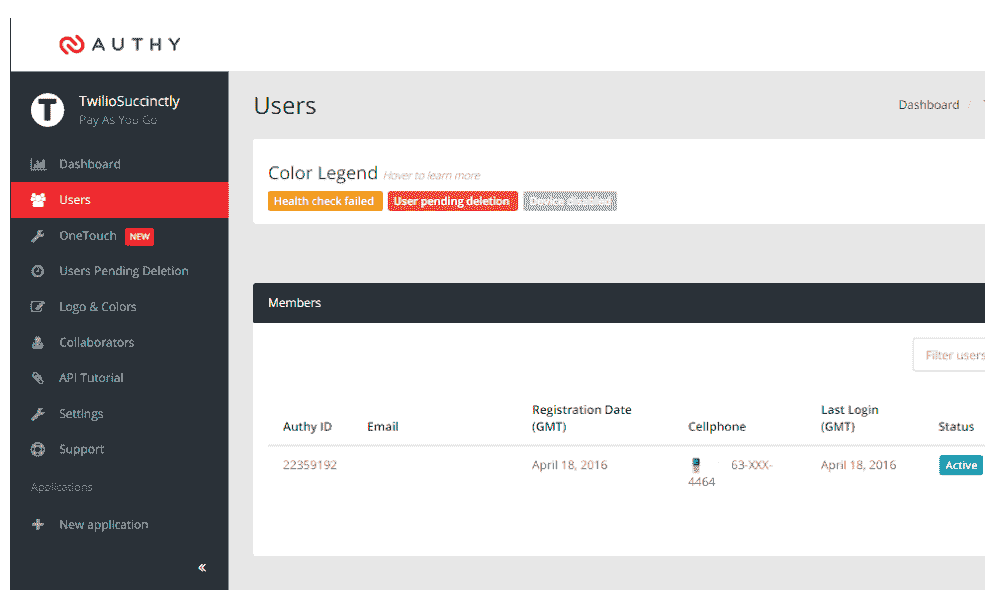 AUTHY
TwilioSuccinctly
Pay As You Go
Dashboard
Users
OneTouch NEW
Users Pending Deletion
Logo & Colors
Collaborators
API Tutorial
Settings
Support
Applications
New application
«
Users
Dashboard /
Color Legend Hover to learn more
Health check failed User pending deletion
Members
Filter users
Authy ID Email Registration Date (GMT) Cellphone Last Login (GMT) Status
22359192 April 18, 2016 63-XXX-4464 April 18, 2016 Active